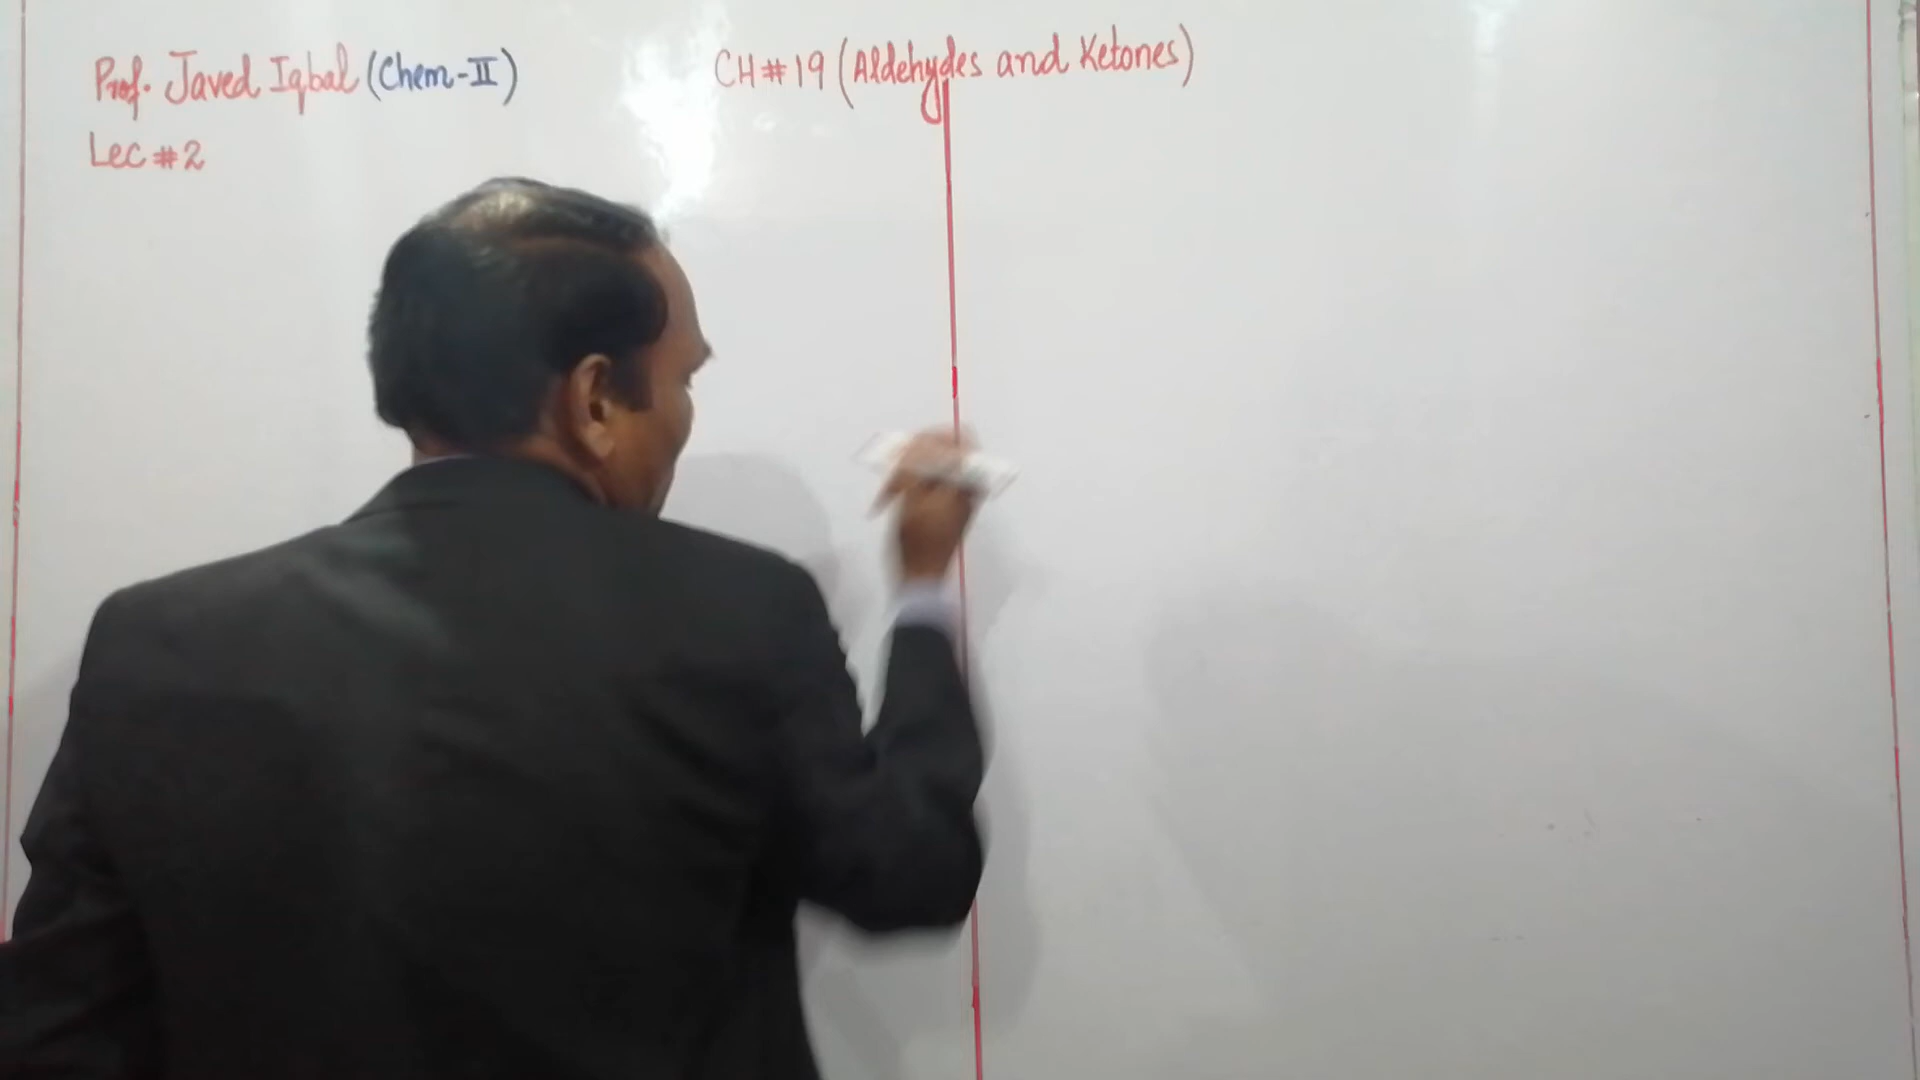 Prof. Javed Iqbal (Chem-II)
CH#19 (Aldehydes and Ketones)
Lec#2